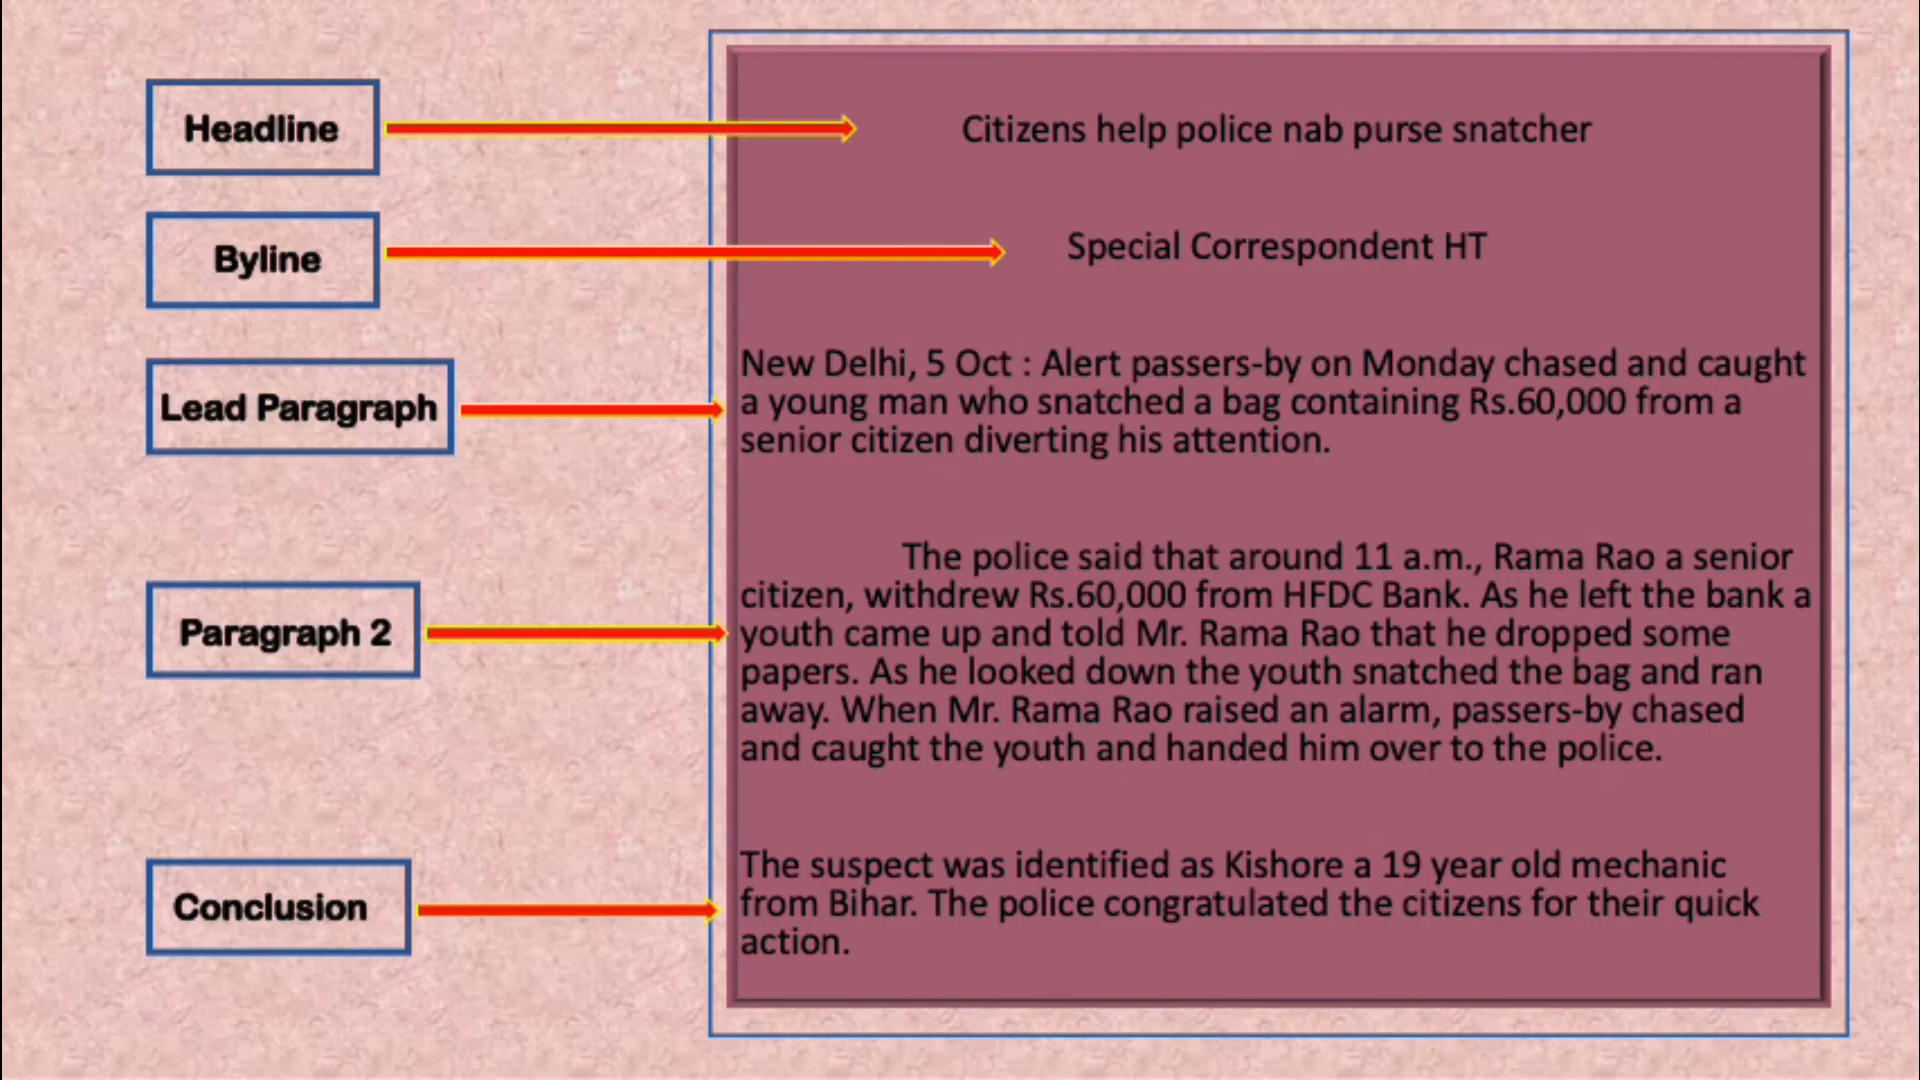 Headline
Citizens help police nab purse snatcher
Byline
Special Correspondent HT
Lead Paragraph
New Delhi, 5 Oct : Alert passers-by on Monday chased and caught
a young man who snatched a bag containing Rs.60,000 from a
senior citizen diverting his attention.
Paragraph 2
The police said that around 11 a.m., Rama Rao a senior
citizen, withdrew Rs.60,000 from HFDC Bank. As he left the bank a
youth came up and told Mr. Rama Rao that he dropped some
papers. As he looked down the youth snatched the bag and ran
away. When Mr. Rama Rao raised an alarm, passers-by chased
and caught the youth and handed him over to the police.
Conclusion
The suspect was identified as Kishore a 19 year old mechanic
from Bihar. The police congratulated the citizens for their quick
action.